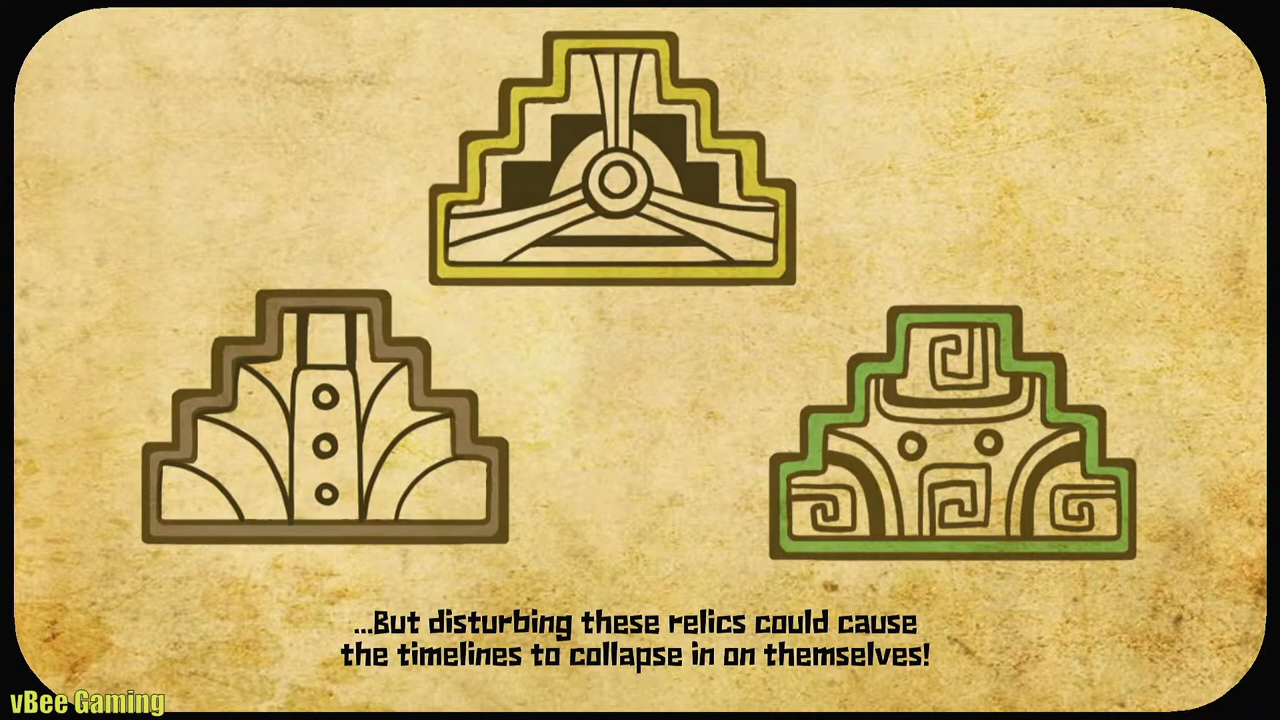 ...But disturbing these relics could cause
the timelines to collapse in on themselves!
vBee Gaming